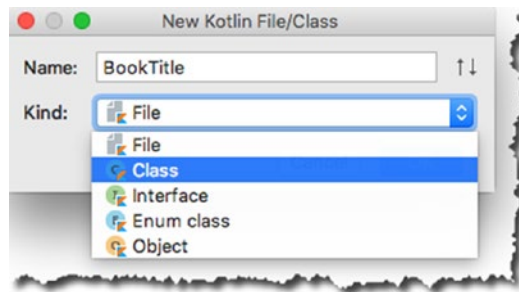 New Kotlin File/Class
Name: BookTitle
Kind: File
File
Class
Interface
Enum class
Object